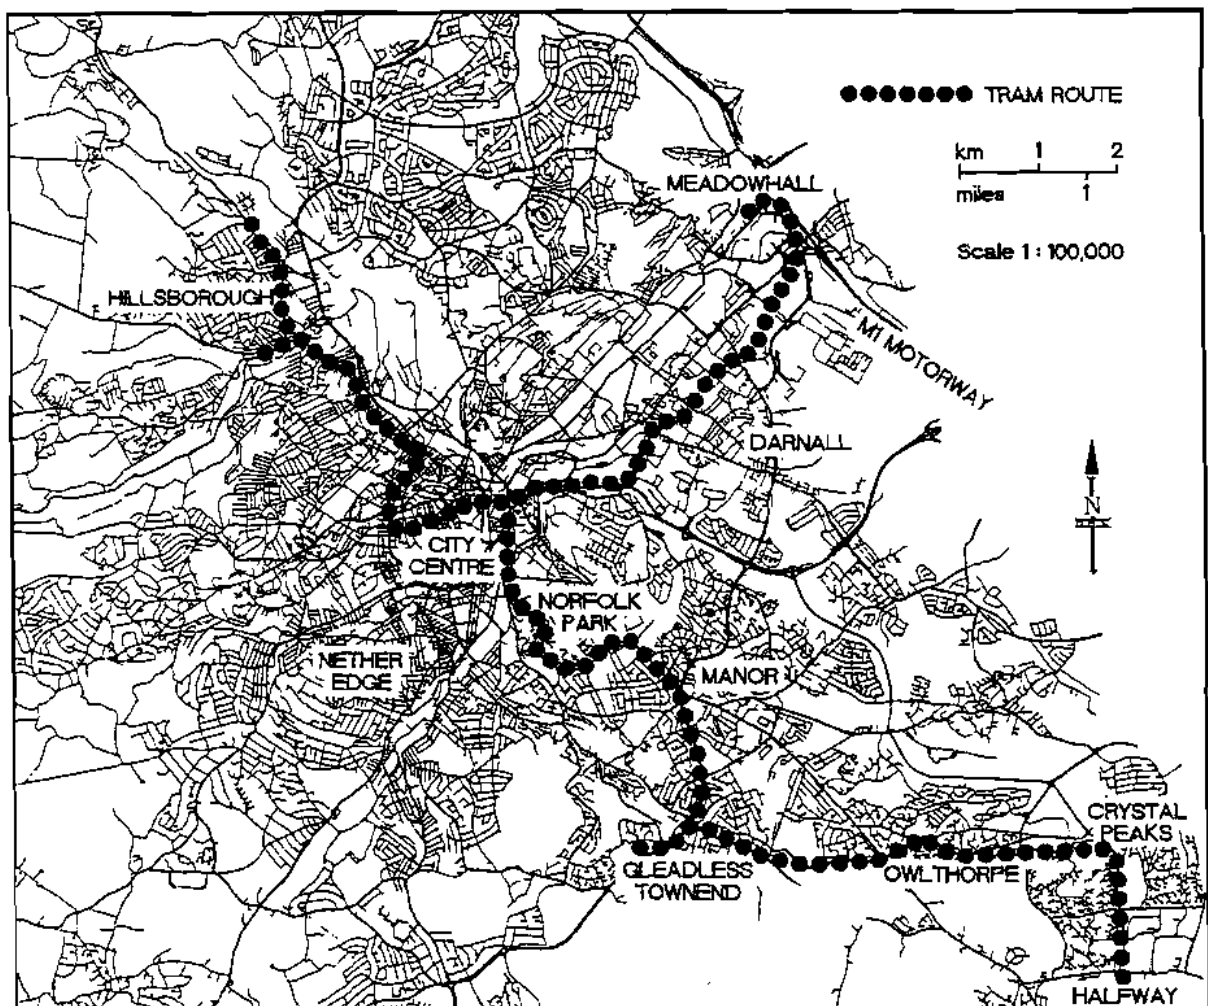 TRAM ROUTE
km 1 2
miles 1
Scale 1 : 100,000
MEADOWHALL
HILLSBOROUGH
M1 MOTORWAY
DARNALL
N
CITY
CENTRE
NORFOLK
PARK
NETHER
EDGE
MANOR
CRYSTAL
PEAKS
GLEADLESS
TOWNEND
OWLTHORPE
HALFWAY